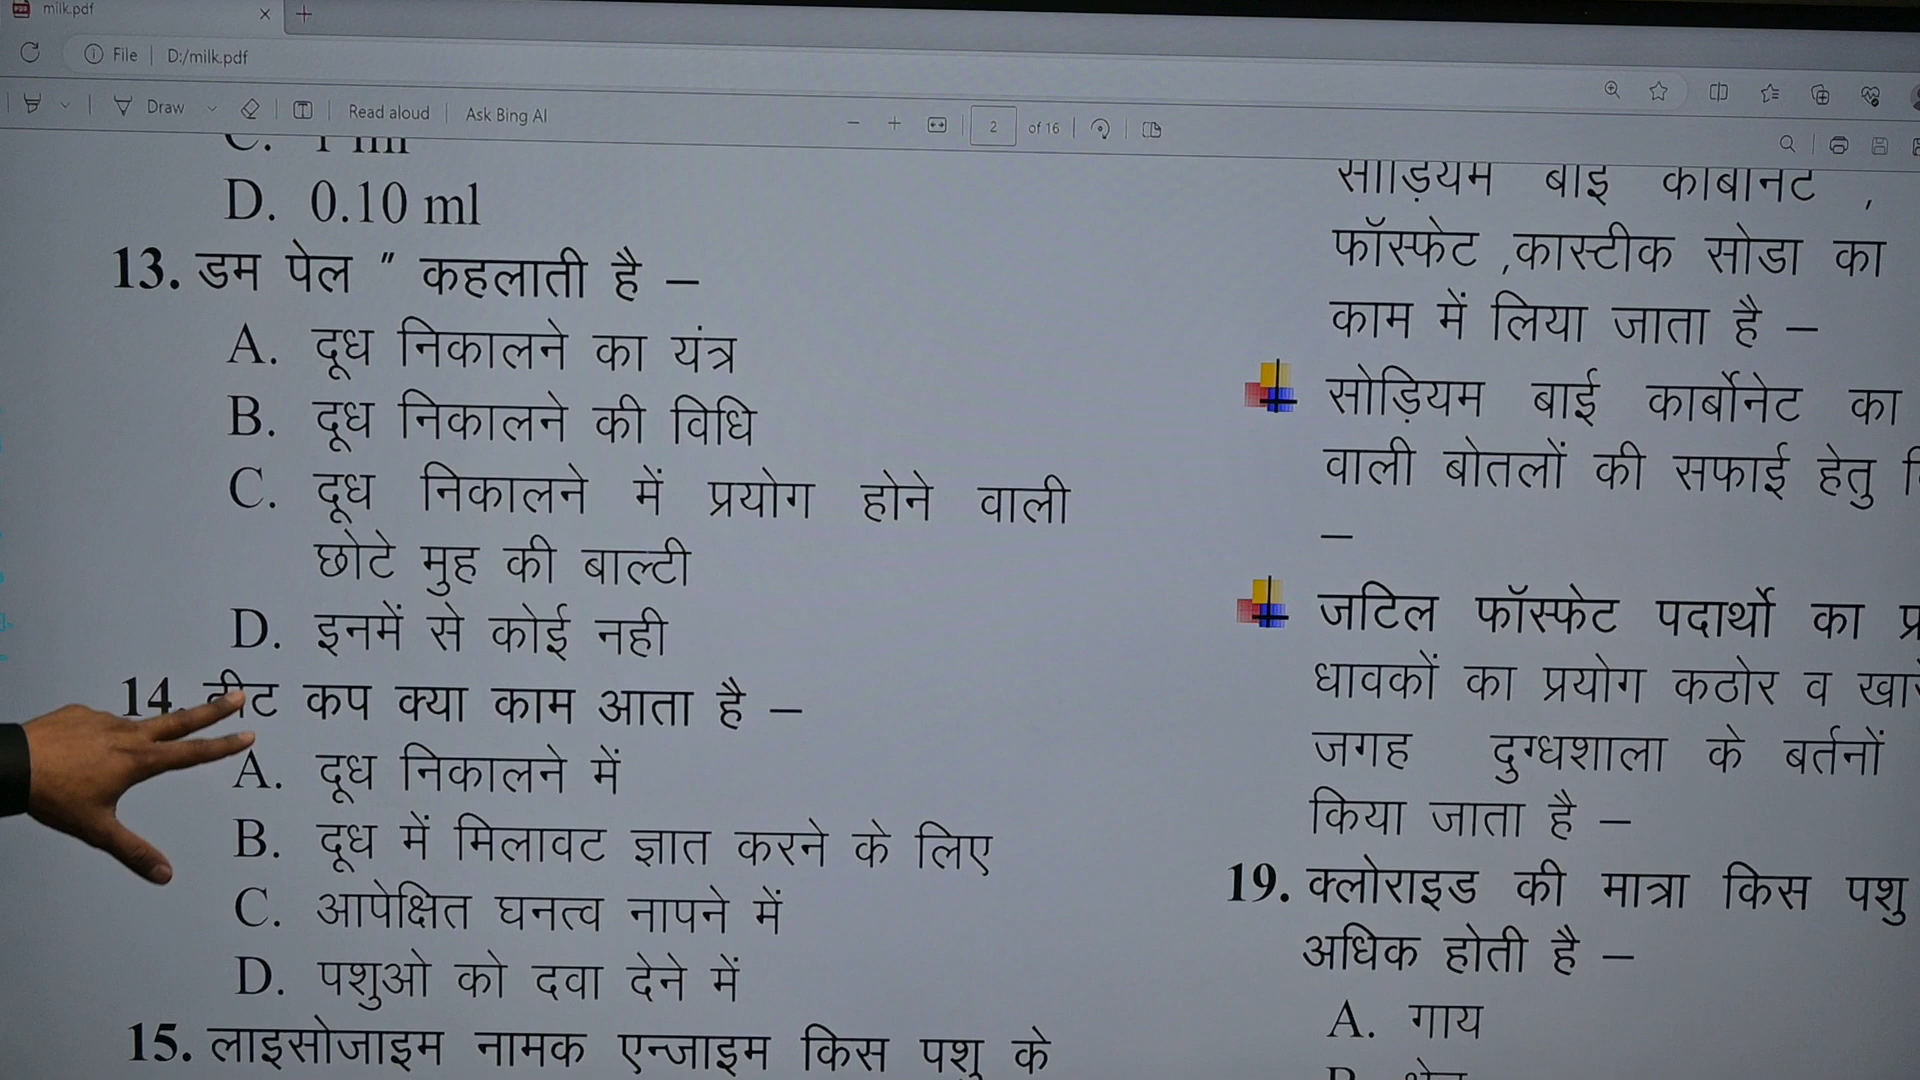 milk.pdf
File | D:/milk.pdf
Draw
Read aloud
Ask Bing AI
2 of 16
D. 0.10 ml
13. डम पेल " कहलाती है –
A. दूध निकालने का यंत्र
B. दूध निकालने की विधि
C. दूध निकालने में प्रयोग होने वाली
छोटे मुह की बाल्टी
D. इनमें से कोई नही
14. कप क्या काम आता है –
A. दूध निकालने में
B. दूध में मिलावट ज्ञात करने के लिए
C. आपेक्षित घनत्व नापने में
D. पशुओ को दवा देने में
15. लाइसोजाइम नामक एन्जाइम किस पशु के
फॉस्फेट ,कास्टीक सोडा का
काम में लिया जाता है –
सोड़ियम बाई कार्बोनेट का
वाली बोतलों की सफाई हेतु
–
जटिल फॉस्फेट पदार्थो का
धावकों का प्रयोग कठोर व
जगह दुग्धशाला के बर्तनों
किया जाता है –
19. क्लोराइड की मात्रा किस पशु
अधिक होती है –
A. गाय